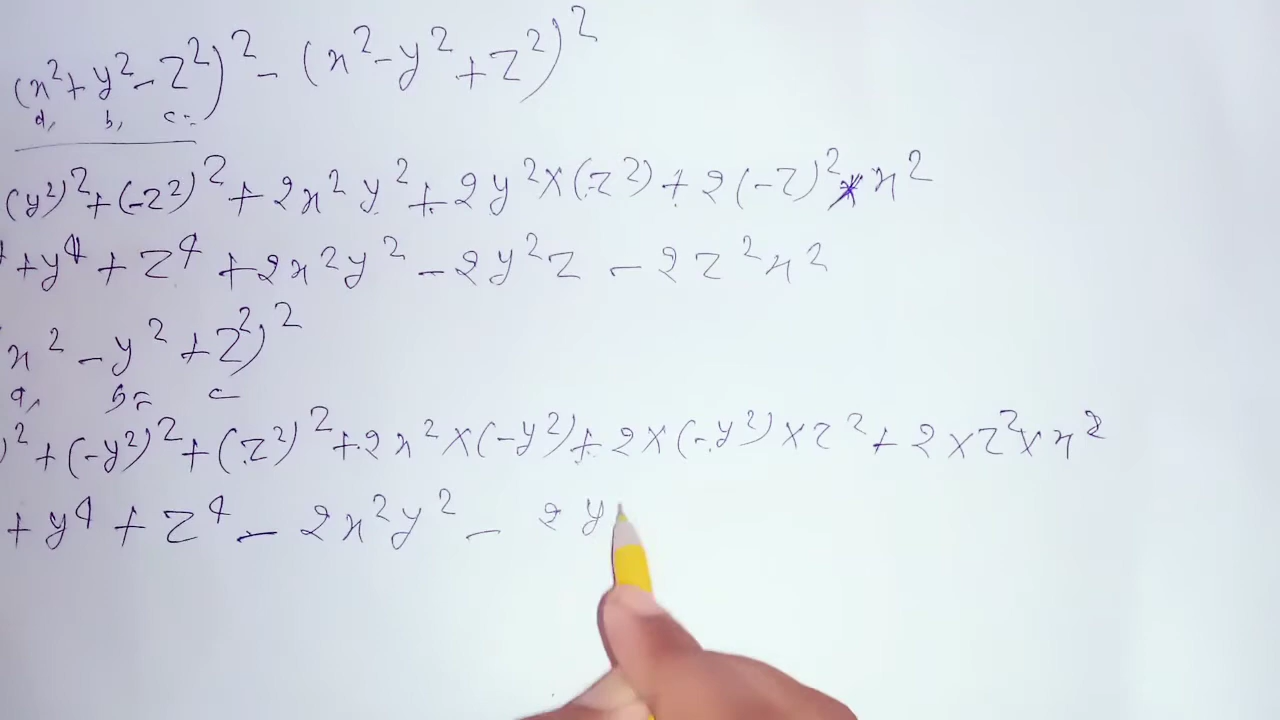 (x²+y²-z²)² - (x²-y²+z²)²
a, b, c=
(y²)²+(-z²)²+2x²y²+2y²×(z²)+2(-z)²×x²
+y⁴+z⁴+2x²y²-2y²z-2z²x²
x²-y²+z²)²
a, b= c
)²+(-y²)²+(z²)²+2x²×(-y²)+2×(-y²)×z²+2×z²×x²
+y⁴+z⁴-2x²y²-2y